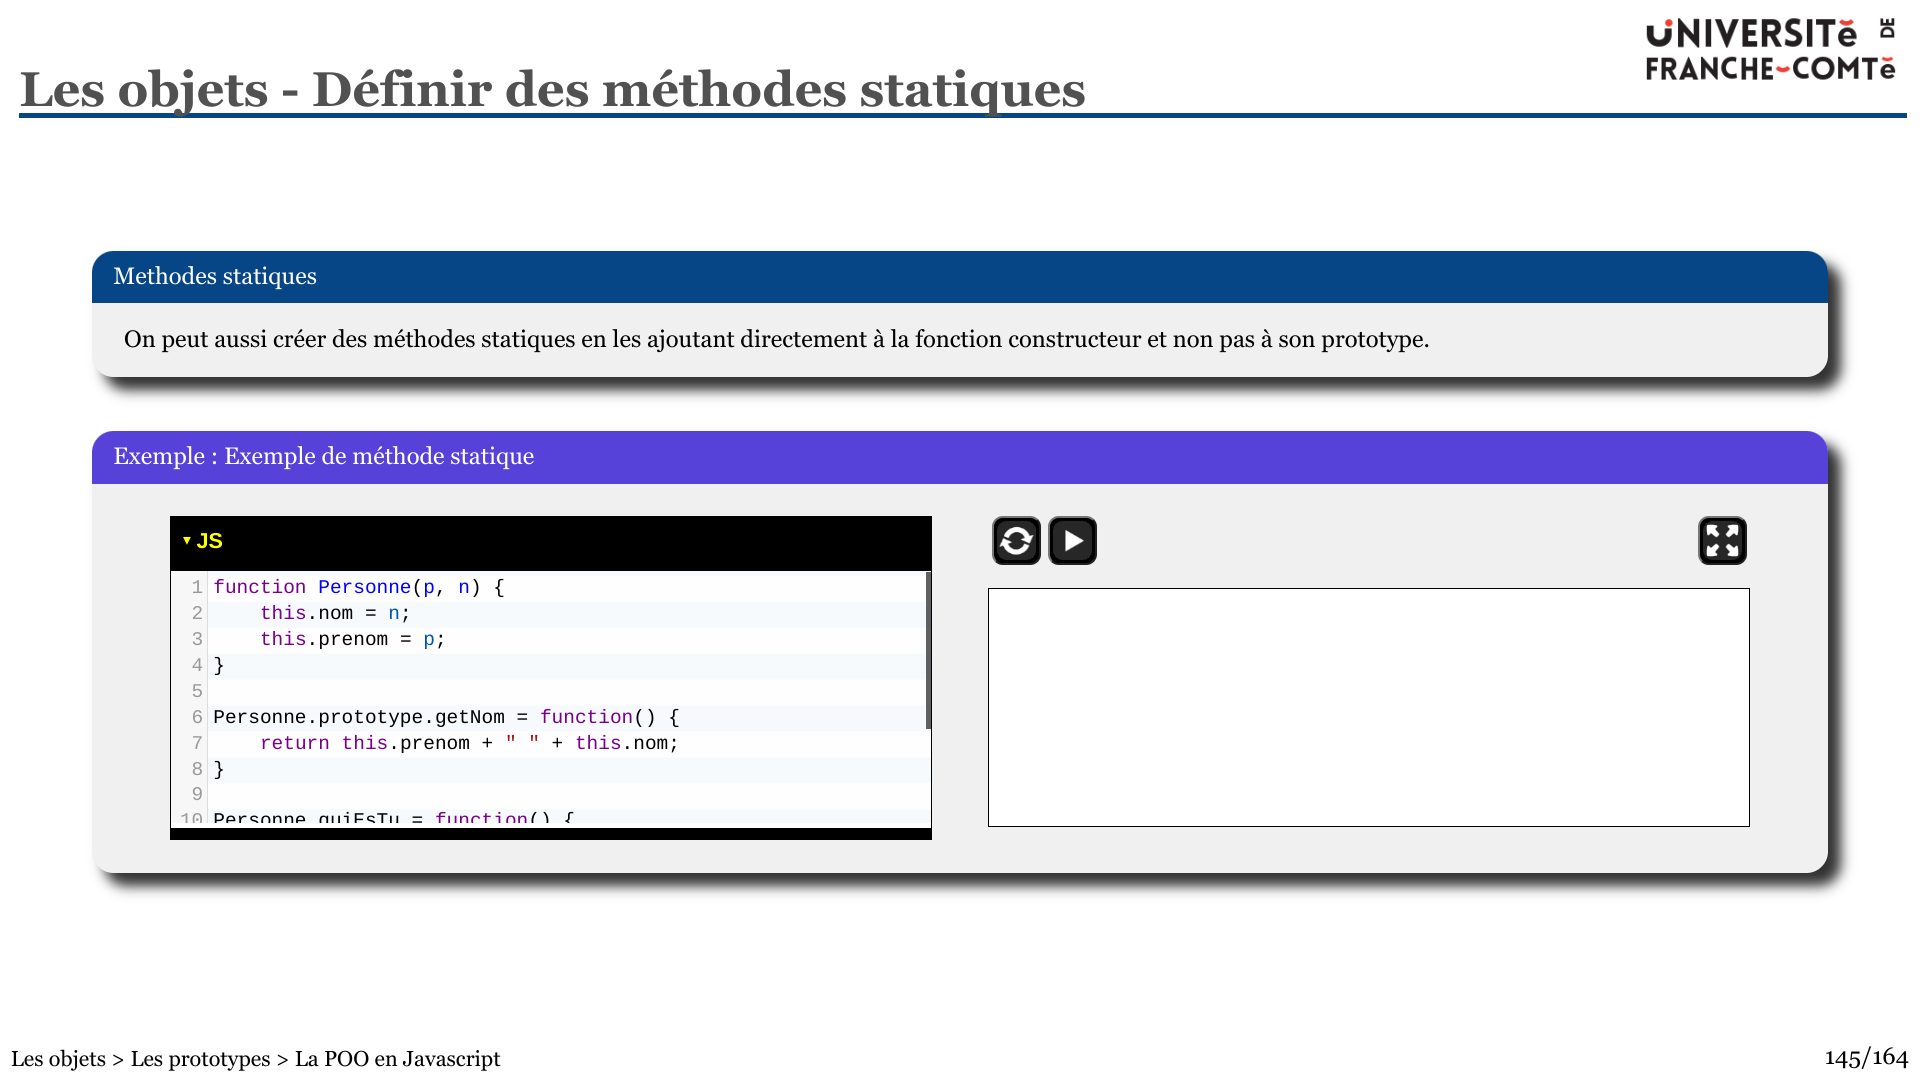 UNIVERSITĕ DE
FRANCHE-COMTĕ
Les objets - Définir des méthodes statiques
Methodes statiques
On peut aussi créer des méthodes statiques en les ajoutant directement à la fonction constructeur et non pas à son prototype.
Exemple : Exemple de méthode statique
▼ JS
1 function Personne(p, n) {
2     this.nom = n;
3     this.prenom = p;
4 }
5
6 Personne.prototype.getNom = function() {
7     return this.prenom + " " + this.nom;
8 }
9
10 Personne.quiEsTu = function() {
Les objets > Les prototypes > La POO en Javascript
145/164